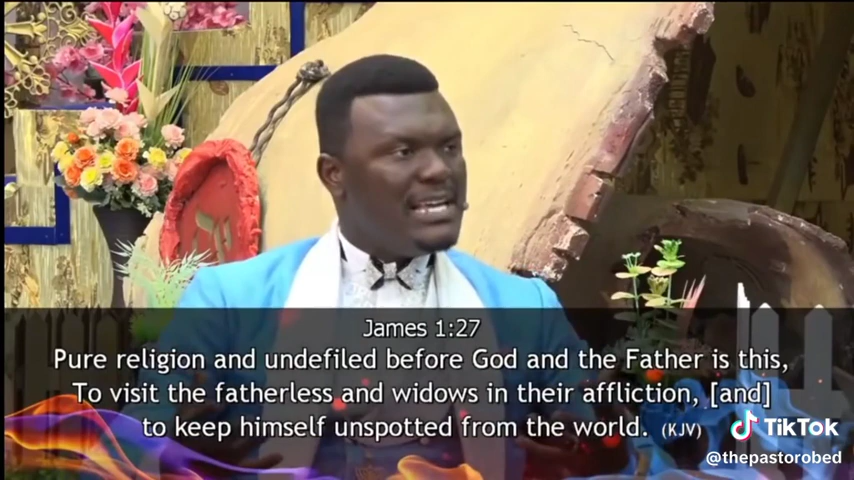 James 1:27
Pure religion and undefiled before God and the Father is this,
To visit the fatherless and widows in their affliction, [and]
to keep himself unspotted from the world. (KJV)
TikTok
@thepastorobed